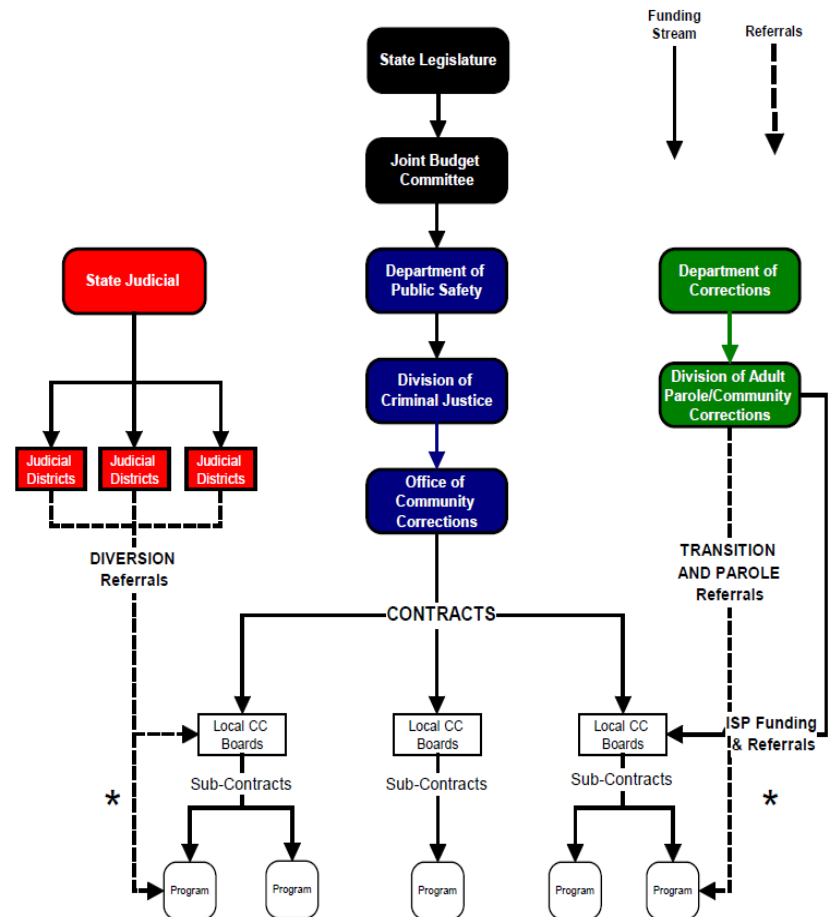 Funding
Stream
Referrals
State Legislature
Joint Budget
Committee
State Judicial
Department of
Public Safety
Department of
Corrections
Division of
Criminal Justice
Division of Adult
Parole/Community
Corrections
Judicial
Districts
Judicial
Districts
Judicial
Districts
Office of
Community
Corrections
DIVERSION
Referrals
TRANSITION
AND PAROLE
Referrals
CONTRACTS
Local CC
Boards
Local CC
Boards
Local CC
Boards
ISP Funding
& Referrals
Sub-Contracts
Sub-Contracts
Sub-Contracts
*
*
Program
Program
Program
Program
Program